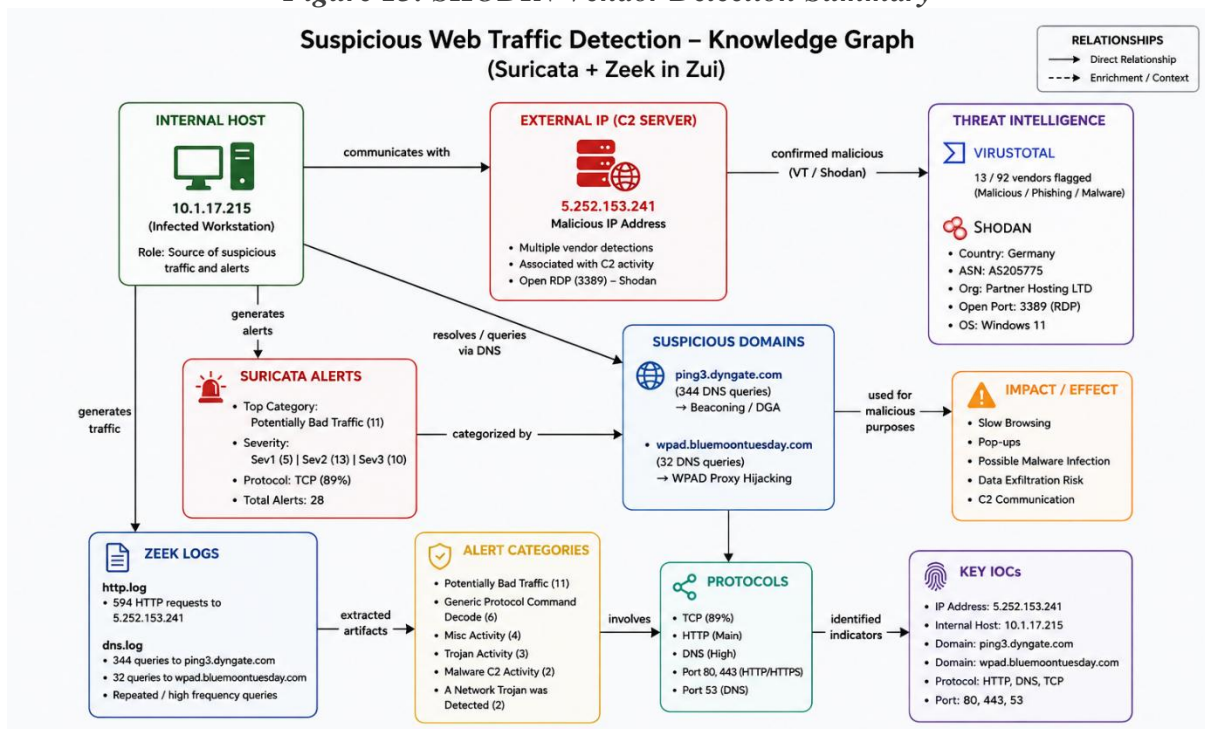 Figure 13: SHODAN Vendor Detection Summary
Suspicious Web Traffic Detection – Knowledge Graph
(Suricata + Zeek in Zui)
RELATIONSHIPS
Direct Relationship
Enrichment / Context
INTERNAL HOST
10.1.17.215
(Infected Workstation)
Role: Source of suspicious
traffic and alerts
communicates with
EXTERNAL IP (C2 SERVER)
5.252.153.241
Malicious IP Address
• Multiple vendor detections
• Associated with C2 activity
• Open RDP (3389) – Shodan
confirmed malicious
(VT / Shodan)
THREAT INTELLIGENCE
VIRUSTOTAL
13 / 92 vendors flagged
(Malicious / Phishing / Malware)
SHODAN
• Country: Germany
• ASN: AS205775
• Org: Partner Hosting LTD
• Open Port: 3389 (RDP)
• OS: Windows 11
generates
alerts
resolves / queries
via DNS
generates
traffic
SURICATA ALERTS
• Top Category:
Potentially Bad Traffic (11)
• Severity:
Sev1 (5) | Sev2 (13) | Sev3 (10)
• Protocol: TCP (89%)
• Total Alerts: 28
categorized by
SUSPICIOUS DOMAINS
ping3.dyngate.com
(344 DNS queries)
→ Beaconing / DGA
• wpad.bluemoontuesday.com
(32 DNS queries)
→ WPAD Proxy Hijacking
used for
malicious
purposes
IMPACT / EFFECT
• Slow Browsing
• Pop-ups
• Possible Malware Infection
• Data Exfiltration Risk
• C2 Communication
ZEEK LOGS
http.log
• 594 HTTP requests to
5.252.153.241
dns.log
• 344 queries to ping3.dyngate.com
• 32 queries to wpad.bluemoontuesday.com
• Repeated / high frequency queries
extracted
artifacts
ALERT CATEGORIES
• Potentially Bad Traffic (11)
• Generic Protocol Command
Decode (6)
• Misc Activity (4)
• Trojan Activity (3)
• Malware C2 Activity (2)
• A Network Trojan was
Detected (2)
involves
PROTOCOLS
• TCP (89%)
• HTTP (Main)
• DNS (High)
• Port 80, 443 (HTTP/HTTPS)
• Port 53 (DNS)
identified
indicators
KEY IOCs
• IP Address: 5.252.153.241
• Internal Host: 10.1.17.215
• Domain: ping3.dyngate.com
• Domain: wpad.bluemoontuesday.com
• Protocol: HTTP, DNS, TCP
• Port: 80, 443, 53